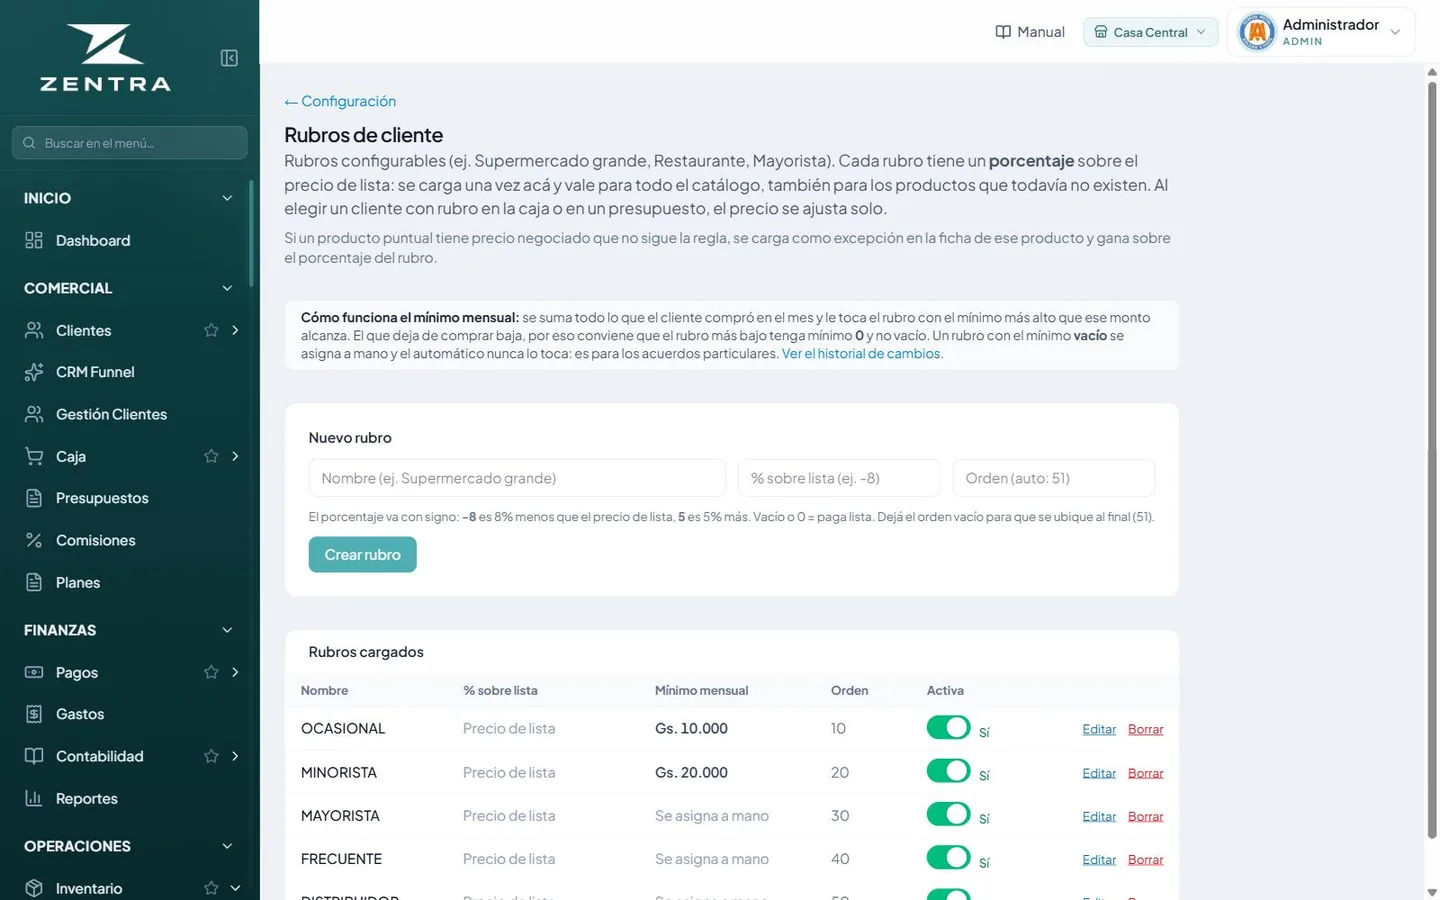 ZENTRA
Buscar en el menú...
INICIO
Dashboard
COMERCIAL
Clientes
CRM Funnel
Gestión Clientes
Caja
Presupuestos
Comisiones
Planes
FINANZAS
Pagos
Gastos
Contabilidad
Reportes
OPERACIONES
Inventario
Manual
Casa Central
Administrador
ADMIN
← Configuración
Rubros de cliente
Rubros configurables (ej. Supermercado grande, Restaurante, Mayorista). Cada rubro tiene un porcentaje sobre el
precio de lista: se carga una vez acá y vale para todo el catálogo, también para los productos que todavía no existen. Al
elegir un cliente con rubro en la caja o en un presupuesto, el precio se ajusta solo.
Si un producto puntual tiene precio negociado que no sigue la regla, se carga como excepción en la ficha de ese producto y gana sobre
el porcentaje del rubro.
Cómo funciona el mínimo mensual: se suma todo lo que el cliente compró en el mes y le toca el rubro con el mínimo más alto que ese monto
alcanza. El que deja de comprar baja, por eso conviene que el rubro más bajo tenga mínimo 0 y no vacío. Un rubro con el mínimo vacío se
asigna a mano y el automático nunca lo toca: es para los acuerdos particulares. Ver el historial de cambios.
Nuevo rubro
Nombre (ej. Supermercado grande)
% sobre lista (ej. -8)
Orden (auto: 51)
El porcentaje va con signo: -8 es 8% menos que el precio de lista, 5 es 5% más. Vacío o 0 = paga lista. Dejá el orden vacío para que se ubique al final (51).
Crear rubro
Rubros cargados
Nombre % sobre lista Mínimo mensual Orden Activa
OCASIONAL Precio de lista Gs. 10.000 10 Sí Editar Borrar
MINORISTA Precio de lista Gs. 20.000 20 Sí Editar Borrar
MAYORISTA Precio de lista Se asigna a mano 30 Sí Editar Borrar
FRECUENTE Precio de lista Se asigna a mano 40 Sí Editar Borrar
DISTRIBUIDOR Precio de lista Se asigna a mano 50 Editar Borrar